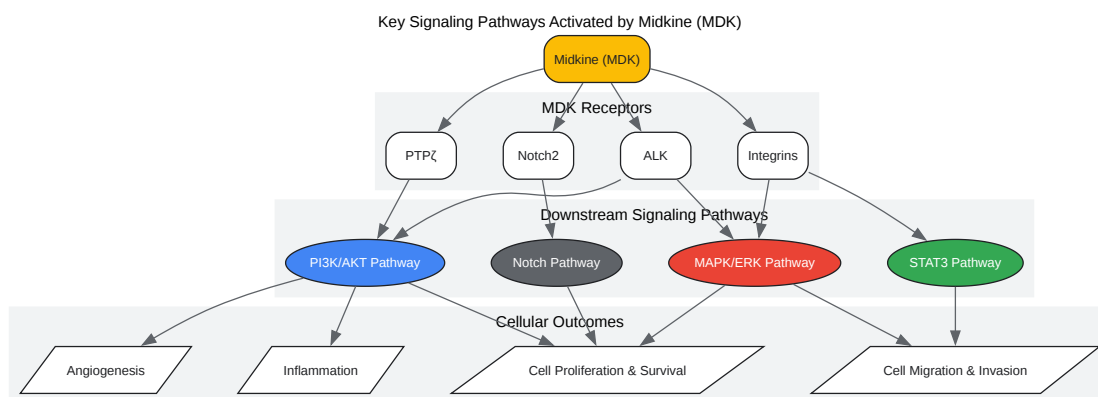 Key Signaling Pathways Activated by Midkine (MDK)
Midkine (MDK)
MDK Receptors
PTPζ
Notch2
ALK
Integrins
Downstream Signaling Pathways
PI3K/AKT Pathway
Notch Pathway
MAPK/ERK Pathway
STAT3 Pathway
Cellular Outcomes
Angiogenesis
Inflammation
Cell Proliferation & Survival
Cell Migration & Invasion